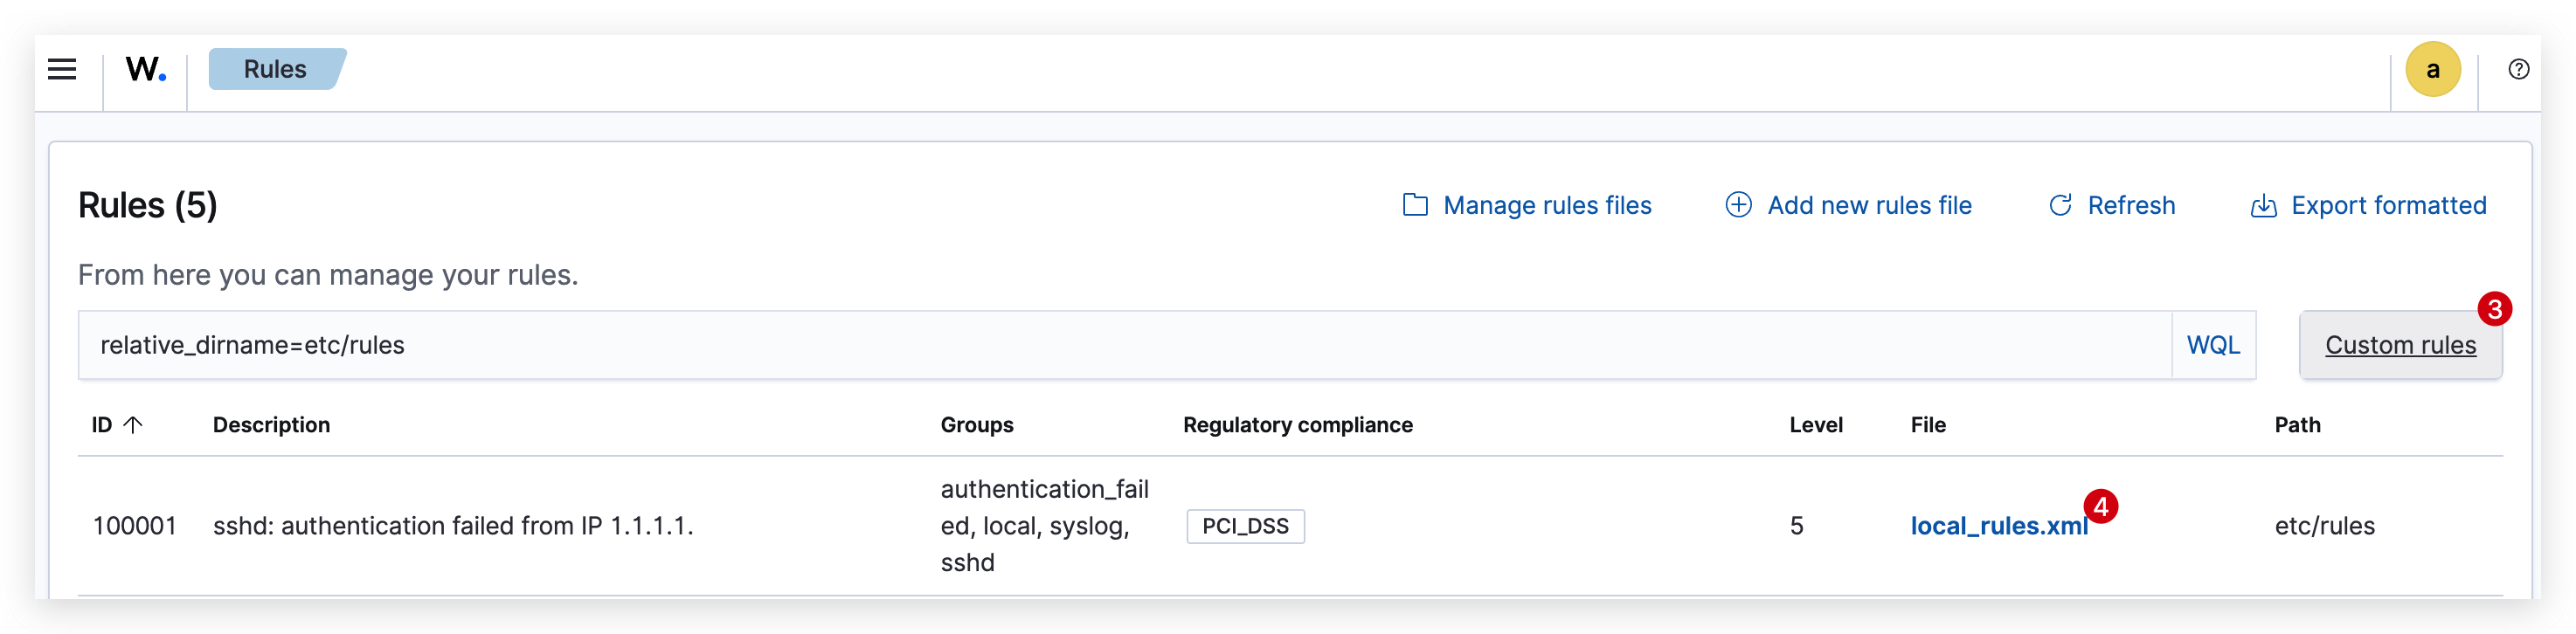 W. Rules a ?
Rules (5) Manage rules files Add new rules file Refresh Export formatted
From here you can manage your rules.
3
relative_dirname=etc/rules WQL Custom rules
ID Description Groups Regulatory compliance Level File Path
authentication_fail
100001 sshd: authentication failed from IP 1.1.1.1. ed, local, syslog, PCI_DSS 5 local_rules.xml 4 etc/rules
sshd